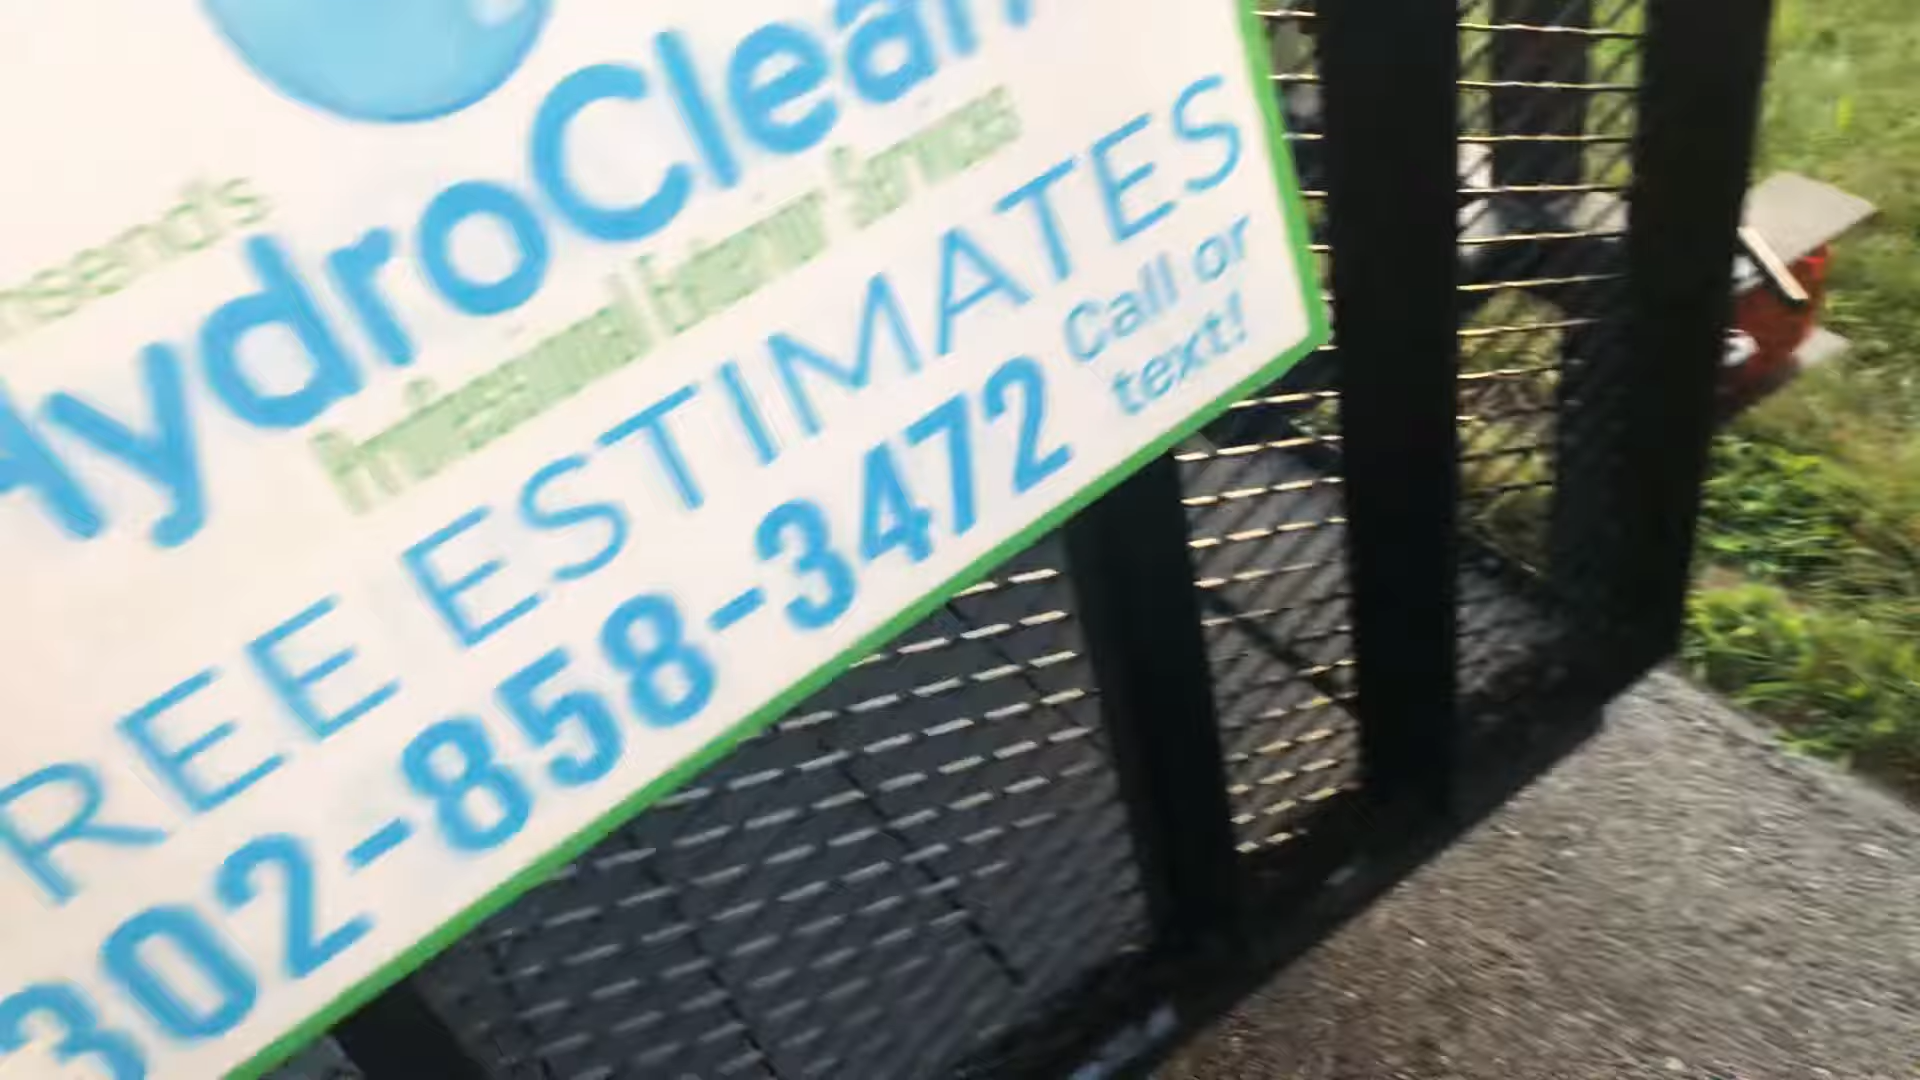 HydroClean
Professional Exterior Services
REE ESTIMATES
302-858-3472
Call or
text!